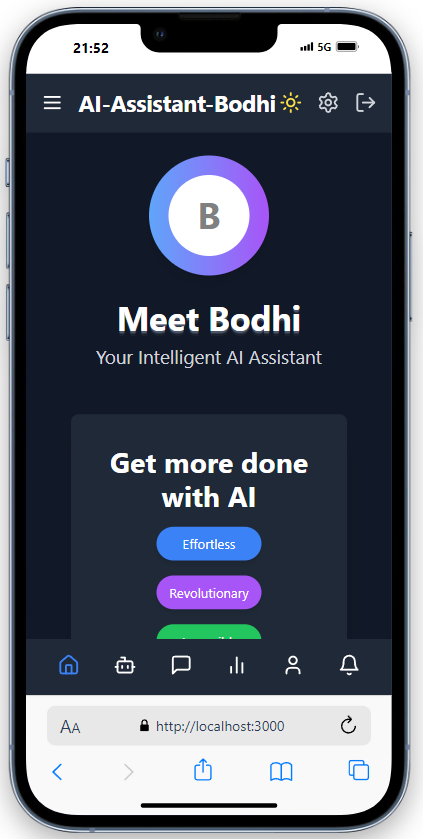 21:52
5G
AI-Assistant-Bodhi
B
Meet Bodhi
Your Intelligent AI Assistant
Get more done
with AI
Effortless
Revolutionary
AA
http://localhost:3000